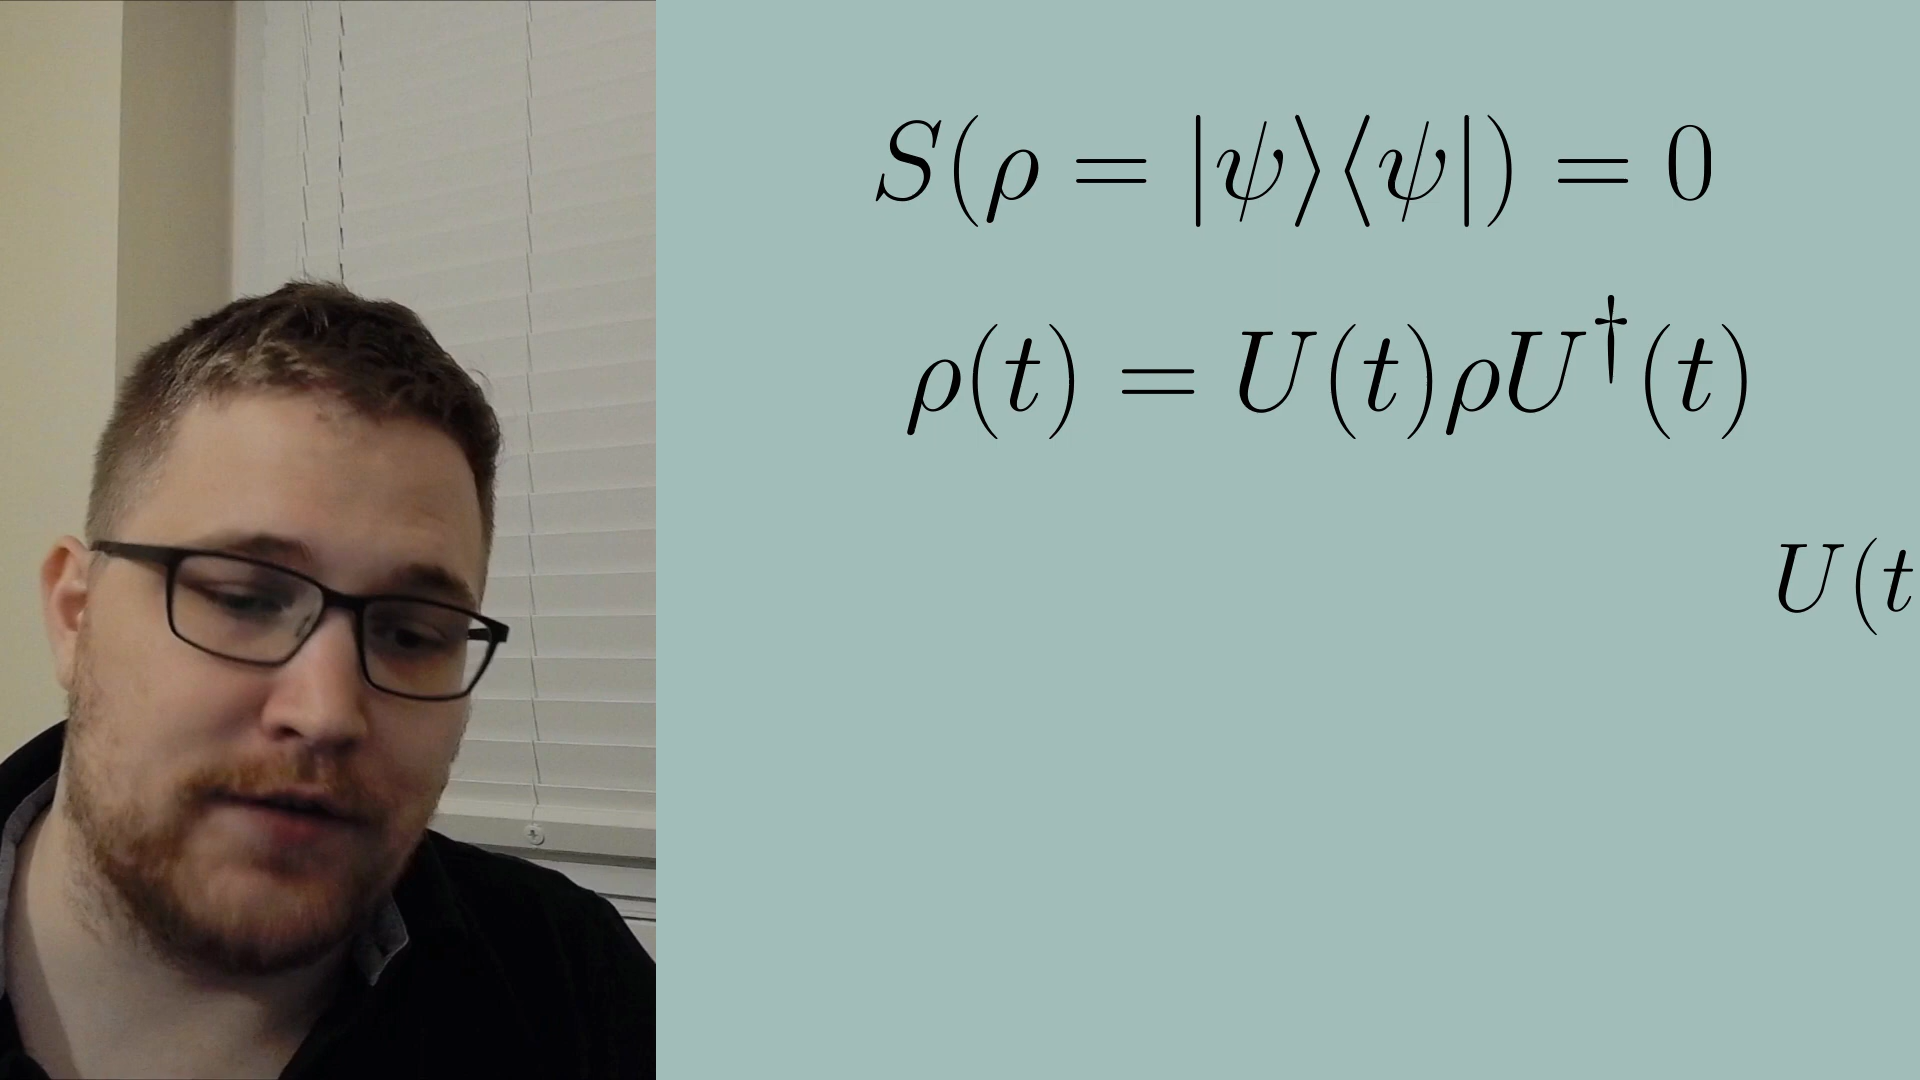 S(ρ = |ψ⟩⟨ψ|) = 0
ρ(t) = U(t)ρU†(t)
U(t